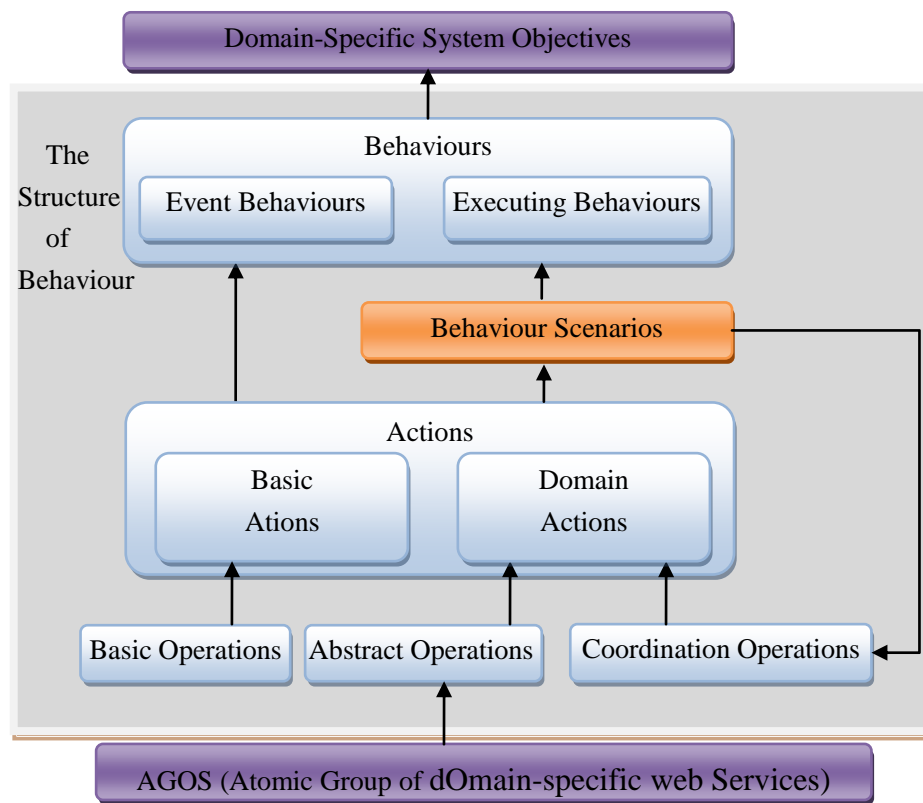 Domain-Specific System Objectives
The
Structure
of
Behaviour
Behaviours
Event Behaviours
Executing Behaviours
Behaviour Scenarios
Actions
Basic
Ations
Domain
Actions
Basic Operations
Abstract Operations
Coordination Operations
AGOS (Atomic Group of dOmain-specific web Services)